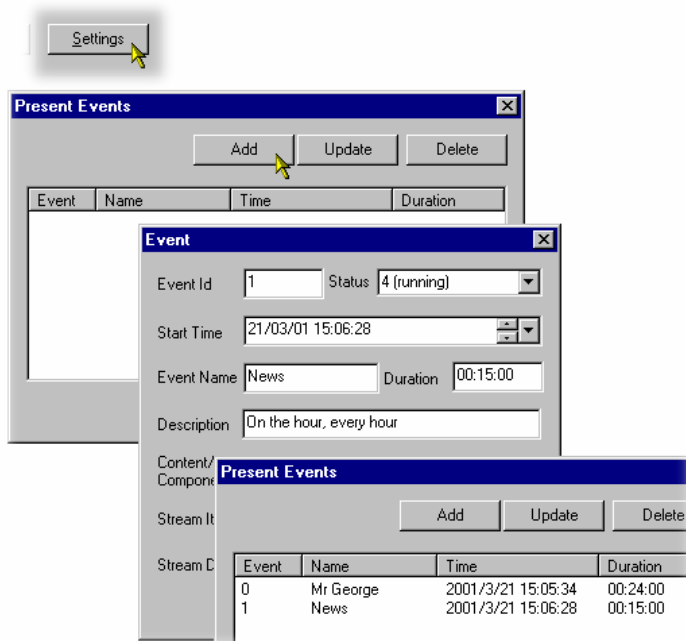 Settings
Present Events
Add Update Delete
Event Name Time Duration
Event
Event Id 1 Status 4 (running)
Start Time 21/03/01 15:06:28
Event Name News Duration 00:15:00
Description On the hour, every hour
Content/
Compone
Stream It
Stream D
Present Events
Add Update Delete
Event Name Time Duration
0 Mr George 2001/3/21 15:05:34 00:24:00
1 News 2001/3/21 15:06:28 00:15:00